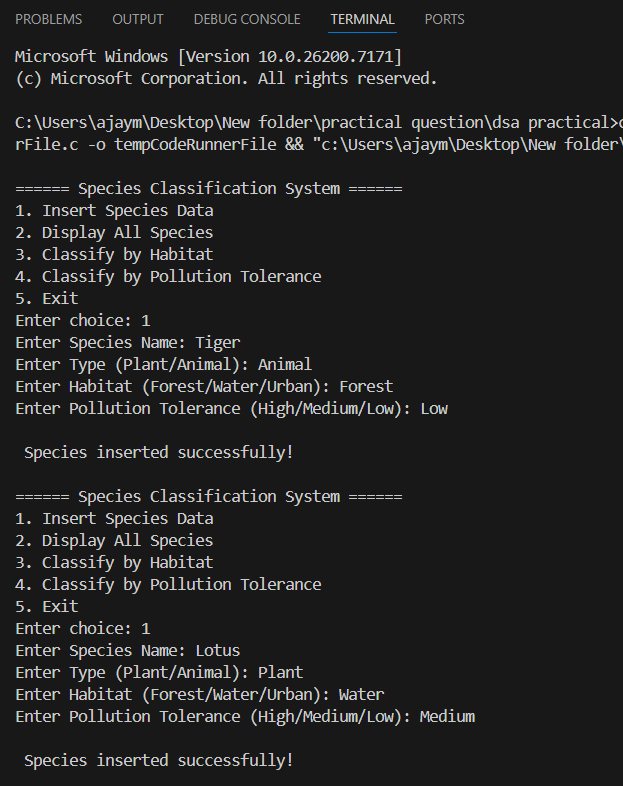 PROBLEMS OUTPUT DEBUG CONSOLE TERMINAL PORTS
Microsoft Windows [Version 10.0.26200.7171]
(c) Microsoft Corporation. All rights reserved.
C:\Users\ajaym\Desktop\New folder\practical question\dsa practical>
rFile.c -o tempCodeRunnerFile && "c:\Users\ajaym\Desktop\New folder\
====== Species Classification System ======
1. Insert Species Data
2. Display All Species
3. Classify by Habitat
4. Classify by Pollution Tolerance
5. Exit
Enter choice: 1
Enter Species Name: Tiger
Enter Type (Plant/Animal): Animal
Enter Habitat (Forest/Water/Urban): Forest
Enter Pollution Tolerance (High/Medium/Low): Low
Species inserted successfully!
====== Species Classification System ======
1. Insert Species Data
2. Display All Species
3. Classify by Habitat
4. Classify by Pollution Tolerance
5. Exit
Enter choice: 1
Enter Species Name: Lotus
Enter Type (Plant/Animal): Plant
Enter Habitat (Forest/Water/Urban): Water
Enter Pollution Tolerance (High/Medium/Low): Medium
Species inserted successfully!